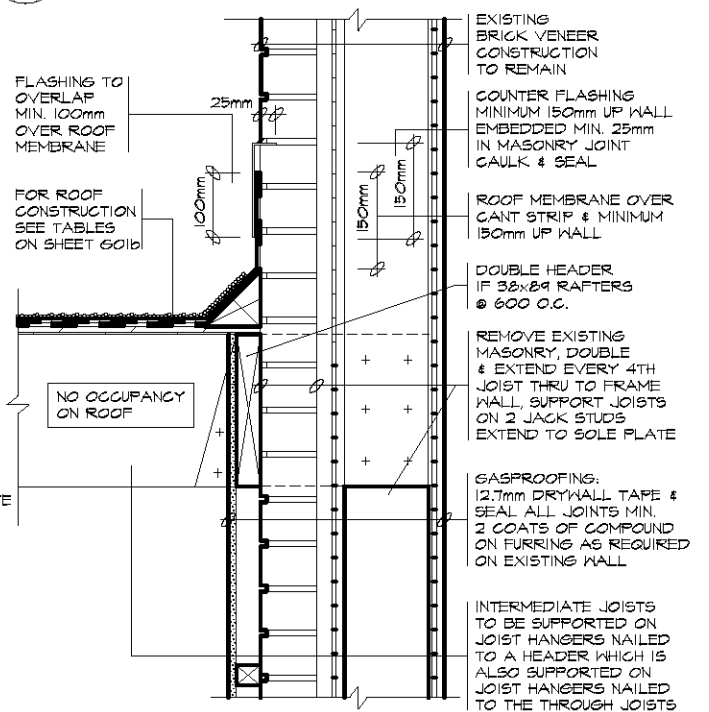 EXISTING
BRICK VENEER
CONSTRUCTION
TO REMAIN
FLASHING TO
OVERLAP
MIN. 100mm
OVER ROOF
MEMBRANE
25mm
COUNTER FLASHING
MINIMUM 150mm UP WALL
EMBEDDED MIN. 25mm
IN MASONRY JOINT
CAULK & SEAL
100mm
150mm
150mm
FOR ROOF
CONSTRUCTION
SEE TABLES
ON SHEET 601b
ROOF MEMBRANE OVER
CANT STRIP & MINIMUM
150mm UP WALL
DOUBLE HEADER
IF 38x89 RAFTERS
@ 600 O.C.
REMOVE EXISTING
MASONRY, DOUBLE
& EXTEND EVERY 4TH
JOIST THRU TO FRAME
WALL, SUPPORT JOISTS
ON 2 JACK STUDS
EXTEND TO SOLE PLATE
NO OCCUPANCY
ON ROOF
GASPROOFING:
12.7mm DRYWALL TAPE &
SEAL ALL JOINTS MIN.
2 COATS OF COMPOUND
ON FURRING AS REQUIRED
ON EXISTING WALL
INTERMEDIATE JOISTS
TO BE SUPPORTED ON
JOIST HANGERS NAILED
TO A HEADER WHICH IS
ALSO SUPPORTED ON
JOIST HANGERS NAILED
TO THE THROUGH JOISTS